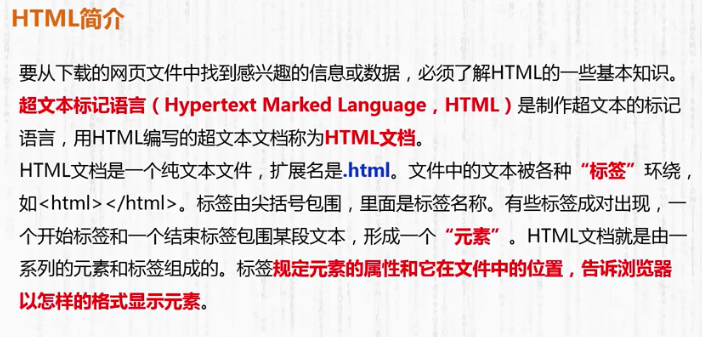 HTML简介
要从下载的网页文件中找到感兴趣的信息或数据，必须了解HTML的一些基本知识。
超文本标记语言（Hypertext Marked Language，HTML）是制作超文本的标记
语言，用HTML编写的超文本文档称为HTML文档。
HTML文档是一个纯文本文件，扩展名是.html。文件中的文本被各种“标签”环绕，
如<html></html>。标签由尖括号包围，里面是标签名称。有些标签成对出现，一
个开始标签和一个结束标签包围某段文本，形成一个“元素”。HTML文档就是由一
系列的元素和标签组成的。标签规定元素的属性和它在文件中的位置，告诉浏览器
以怎样的格式显示元素。